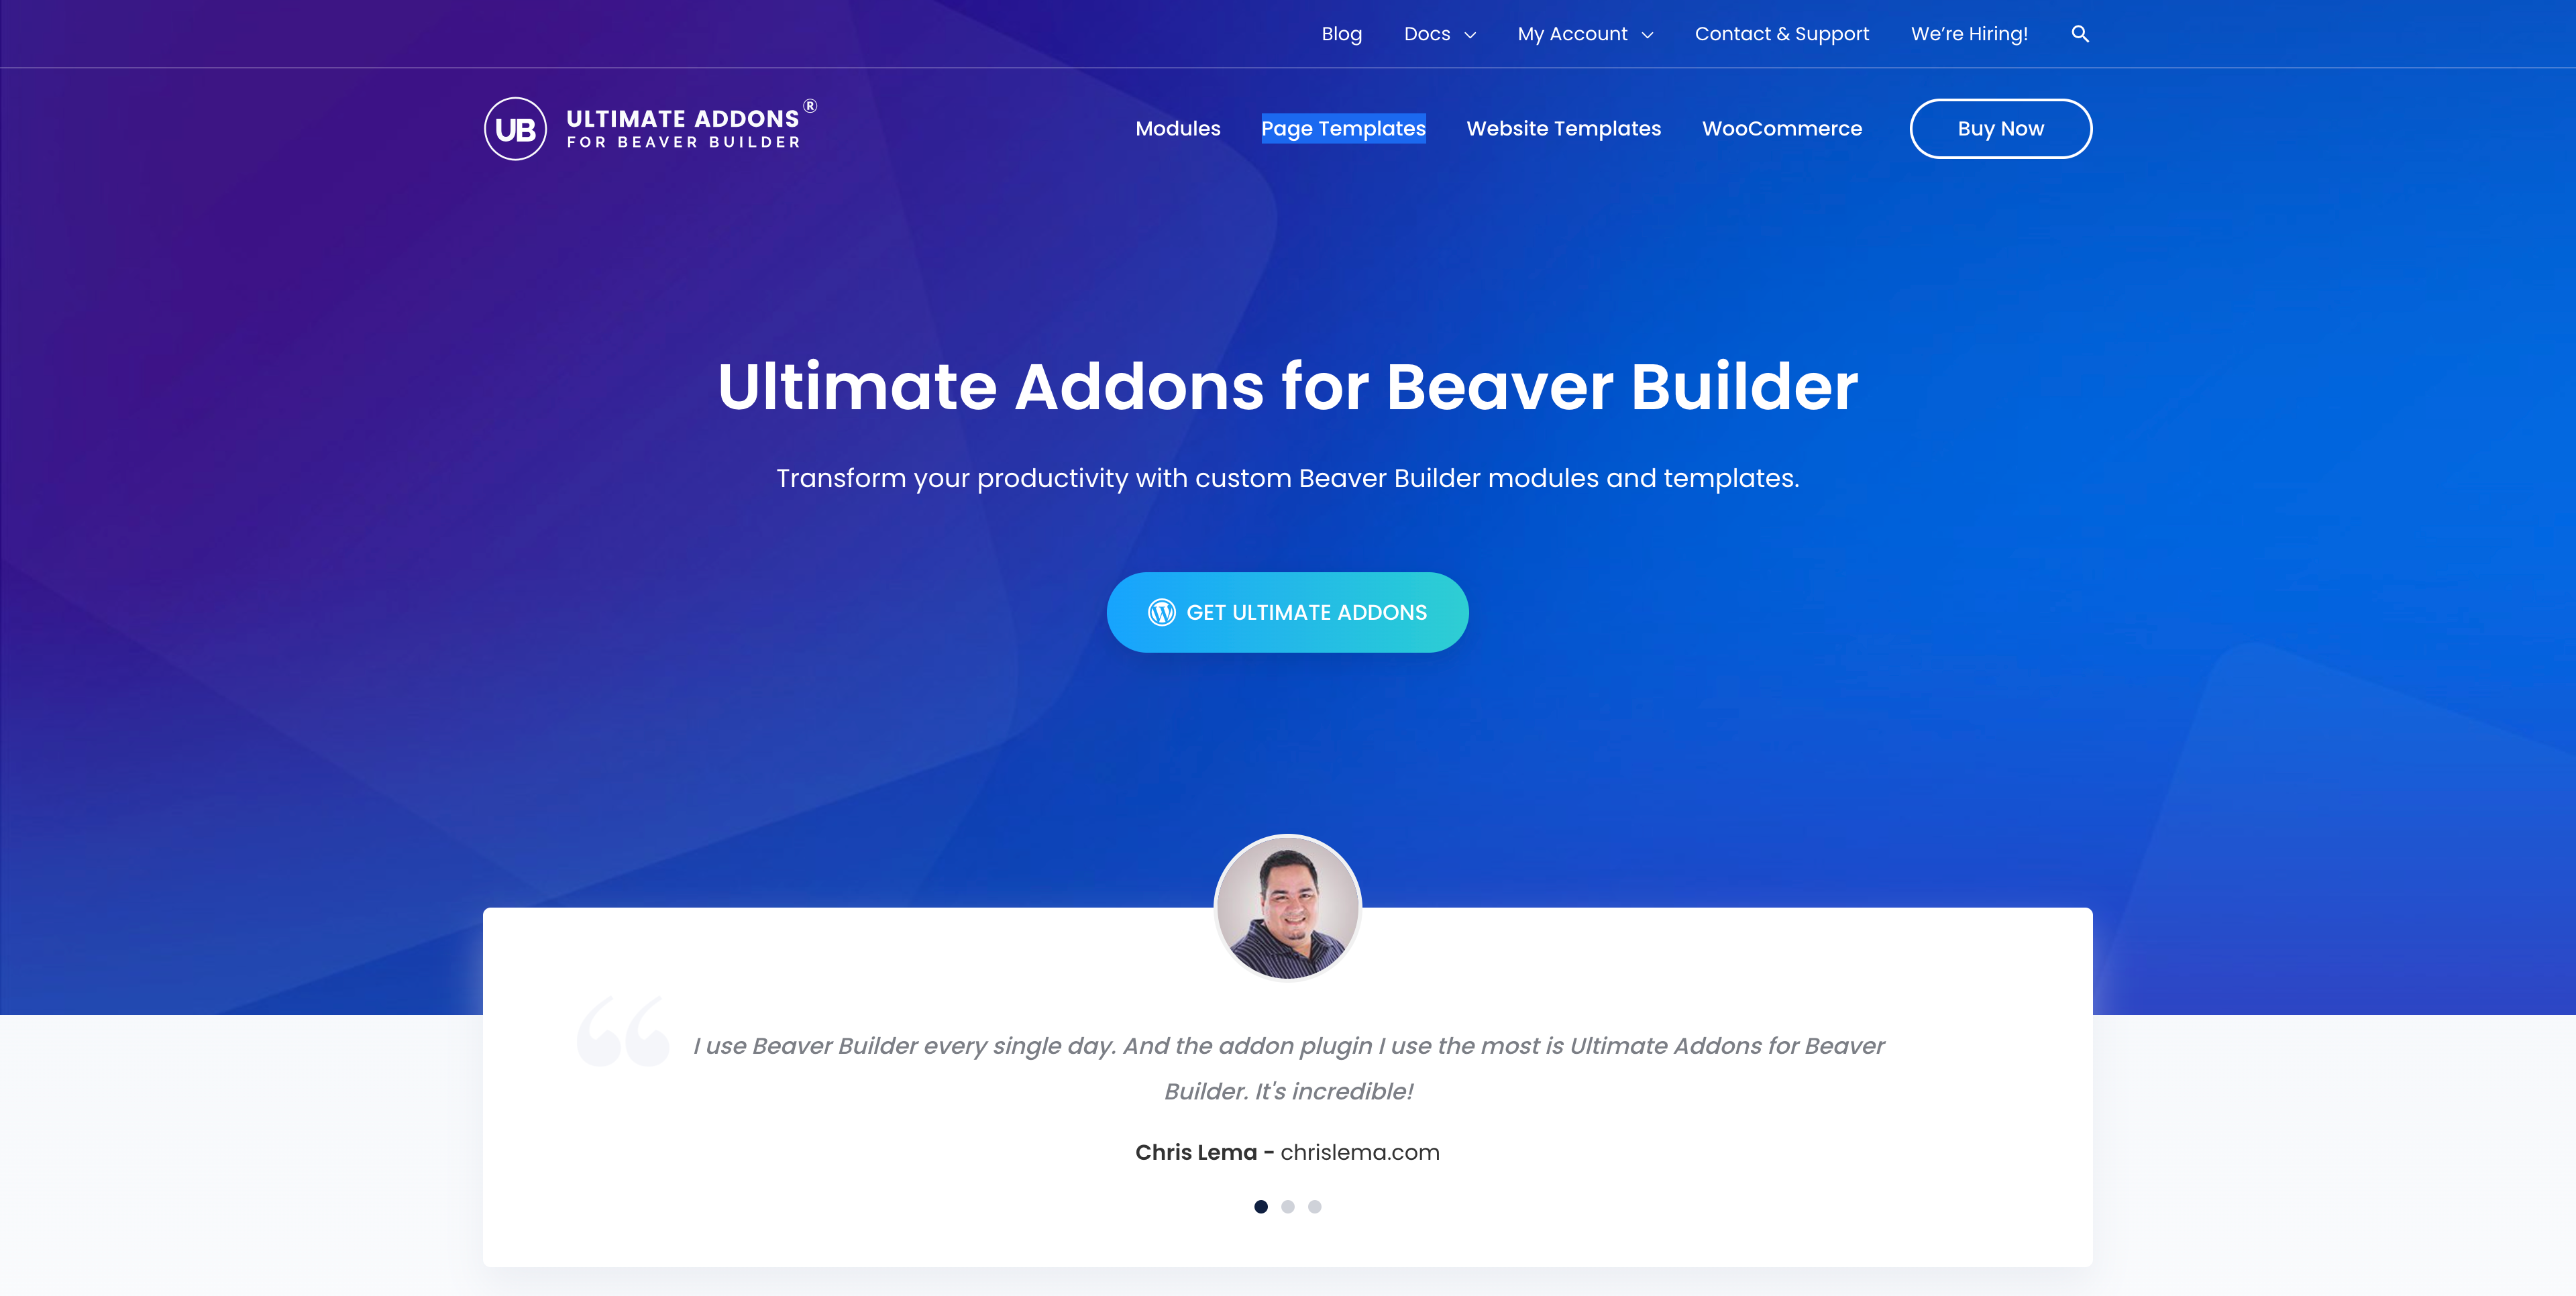 Blog Docs My Account Contact & Support We’re Hiring!
UB ULTIMATE ADDONS®
FOR BEAVER BUILDER
Modules Page Templates Website Templates WooCommerce Buy Now
Ultimate Addons for Beaver Builder
Transform your productivity with custom Beaver Builder modules and templates.
GET ULTIMATE ADDONS
“
I use Beaver Builder every single day. And the addon plugin I use the most is Ultimate Addons for Beaver
Builder. It's incredible!
Chris Lema - chrislema.com